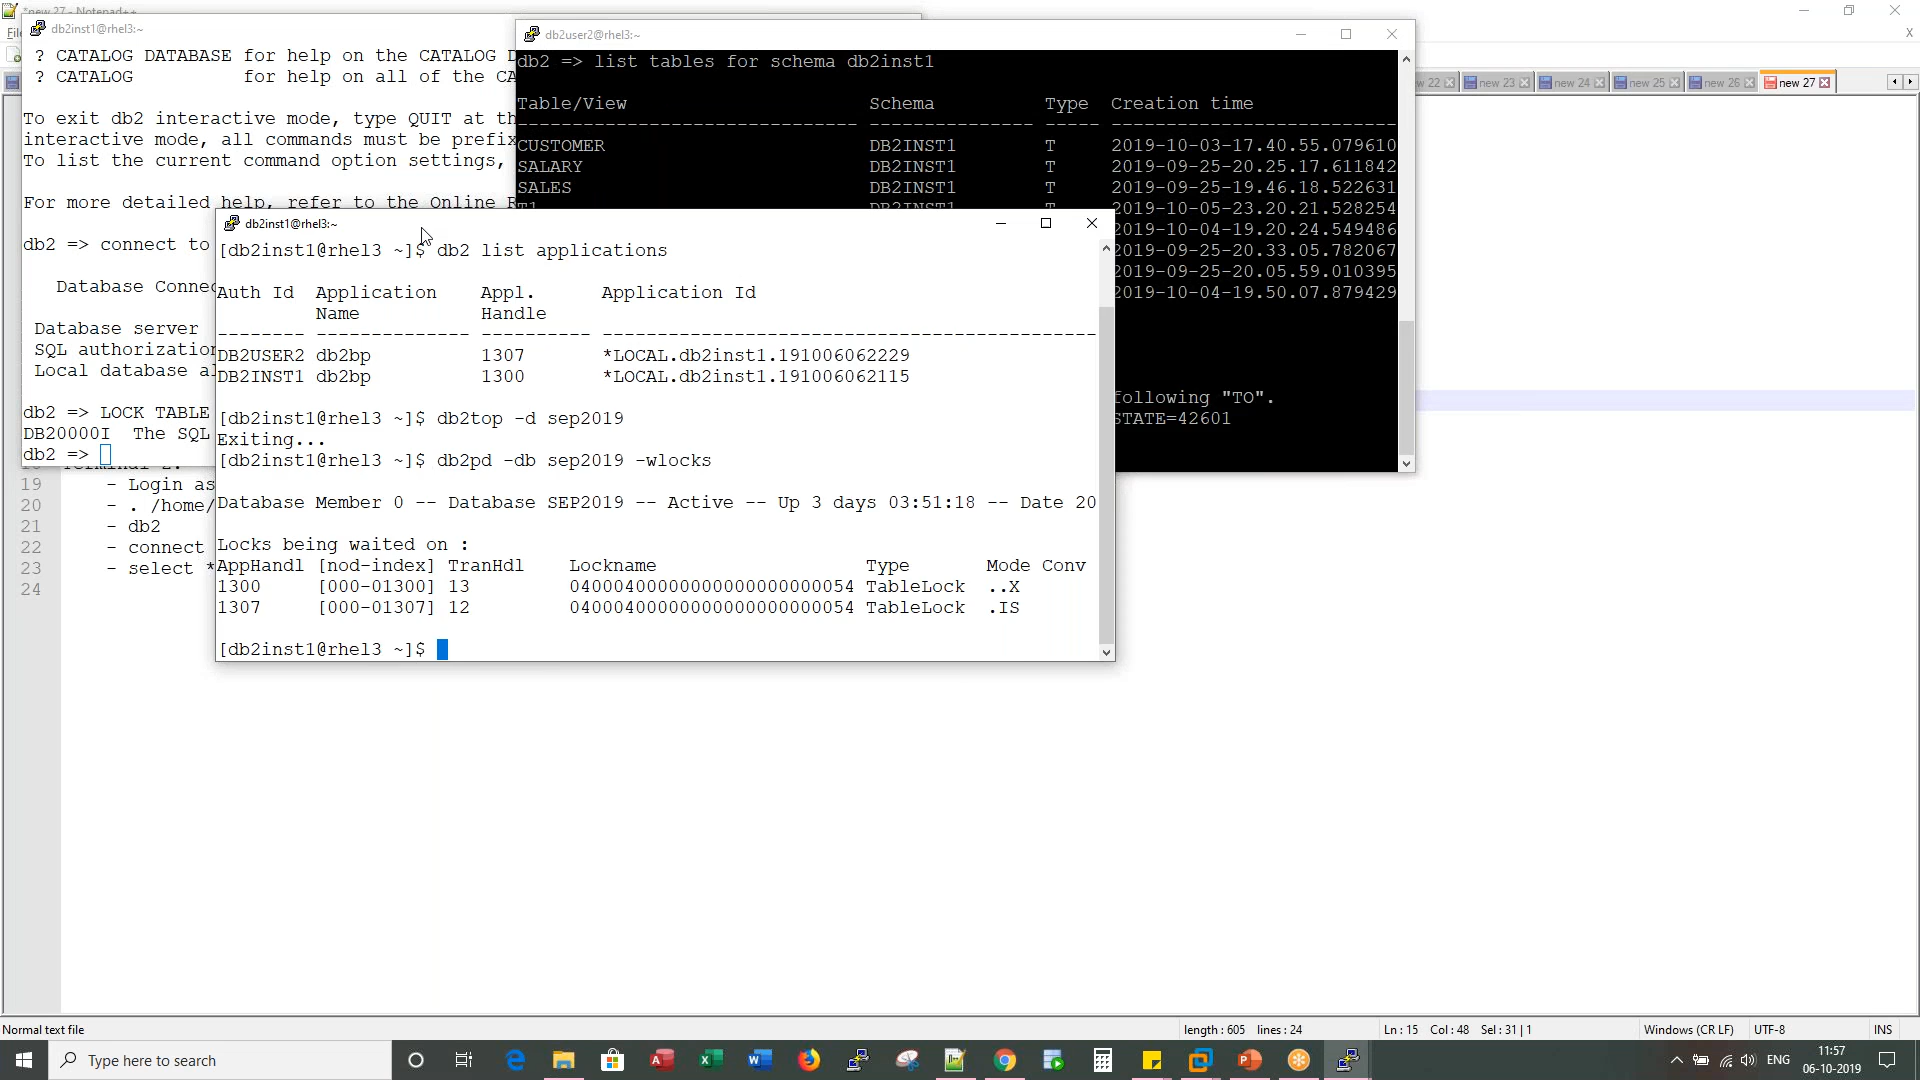 *new 27 - Notepad++
db2inst1@rhel3:~
? CATALOG DATABASE for help on the CATALOG D
? CATALOG          for help on all of the CA
To exit db2 interactive mode, type QUIT at th
interactive mode, all commands must be prefix
To list the current command option settings,
For more detailed help, refer to the Online R
db2 => connect to
Database Connec
Database server
SQL authorization
Local database al
db2 => LOCK TABLE
DB20000I  The SQL
db2 =>
db2user2@rhel3:~
db2 => list tables for schema db2inst1
Table/View                      Schema          Type  Creation time
------------------------------- --------------- ----- --------------------------
CUSTOMER                        DB2INST1        T     2019-10-03-17.40.55.079610
SALARY                          DB2INST1        T     2019-09-25-20.25.17.611842
SALES                           DB2INST1        T     2019-09-25-19.46.18.522631
T1                              DB2INST1        T     2019-10-05-23.20.21.528254
2019-10-04-19.20.24.549486
2019-09-25-20.33.05.782067
2019-09-25-20.05.59.010395
2019-10-04-19.50.07.879429
following "TO".
STATE=42601
22 new 23 new 24 new 25 new 26 new 27
db2inst1@rhel3:~
[db2inst1@rhel3 ~]$ db2 list applications
Auth Id  Application    Appl.      Application Id
Name           Handle
-------- -------------- ---------- ---------------------------------------------
DB2USER2 db2bp          1307       *LOCAL.db2inst1.191006062229
DB2INST1 db2bp          1300       *LOCAL.db2inst1.191006062115
[db2inst1@rhel3 ~]$ db2top -d sep2019
Exiting...
[db2inst1@rhel3 ~]$ db2pd -db sep2019 -wlocks
Database Member 0 -- Database SEP2019 -- Active -- Up 3 days 03:51:18 -- Date 20
Locks being waited on :
AppHandl [nod-index] TranHdl    Lockname                   Type       Mode Conv
1300     [000-01300] 13         04000400000000000000000054 TableLock  ..X
1307     [000-01307] 12         04000400000000000000000054 TableLock  .IS
[db2inst1@rhel3 ~]$
19 - Login as
20 - . /home/
21 - db2
22 - connect
23 - select *
24
Normal text file
length : 605 lines : 24
Ln : 15 Col : 48 Sel : 31 | 1
Windows (CR LF)
UTF-8
INS
Type here to search
ENG
11:57
06-10-2019